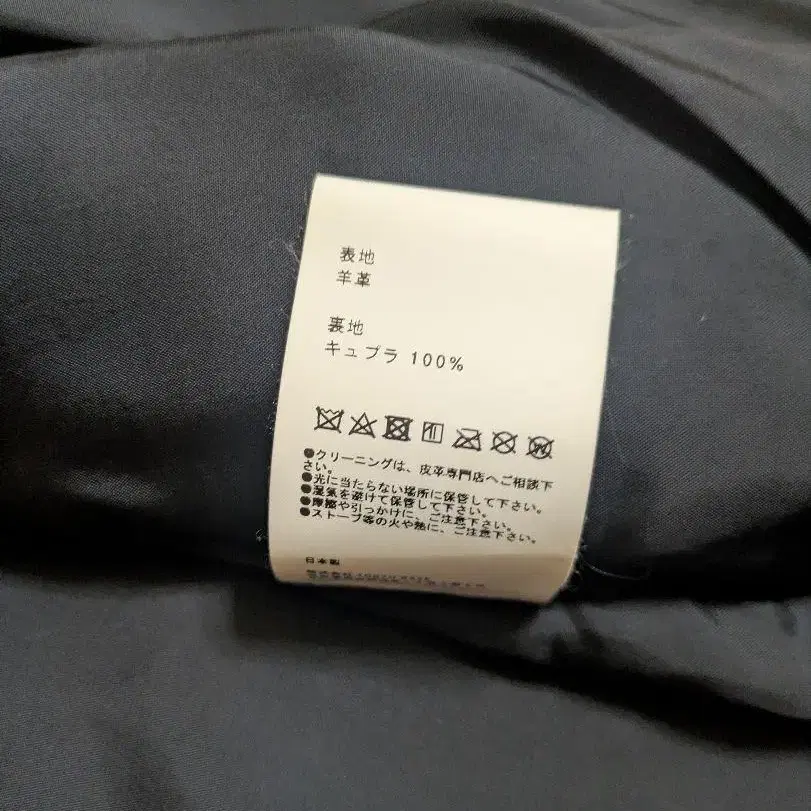 表地
羊革
裏地
キュプラ 100%
●クリーニングは、皮革専門店へご相談下
さい。
●光に当たらない場所に保管して下さい。
●湿気を避けて保管して下さい。
●摩擦や引っかけに、ご注意下さい。
●ストーブ等の火や熱に、ご注意下さい。
日本製